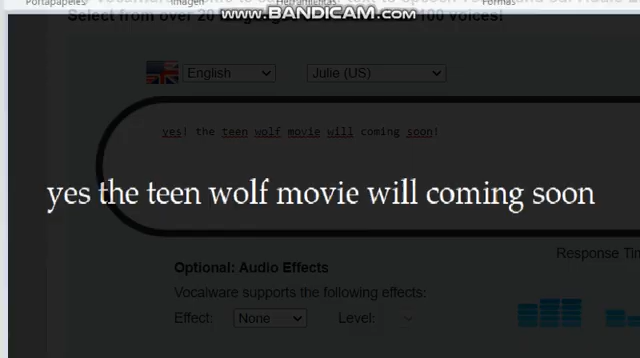 Portapapeles Imagen Herramientas Formas
www.BANDICAM.com
Select from over 20 100 voices!
English Julie (US)
yes! the teen wolf movie will coming soon!
yes the teen wolf movie will coming soon
Response Tim
Optional: Audio Effects
Vocalware supports the following effects:
Effect: None Level: